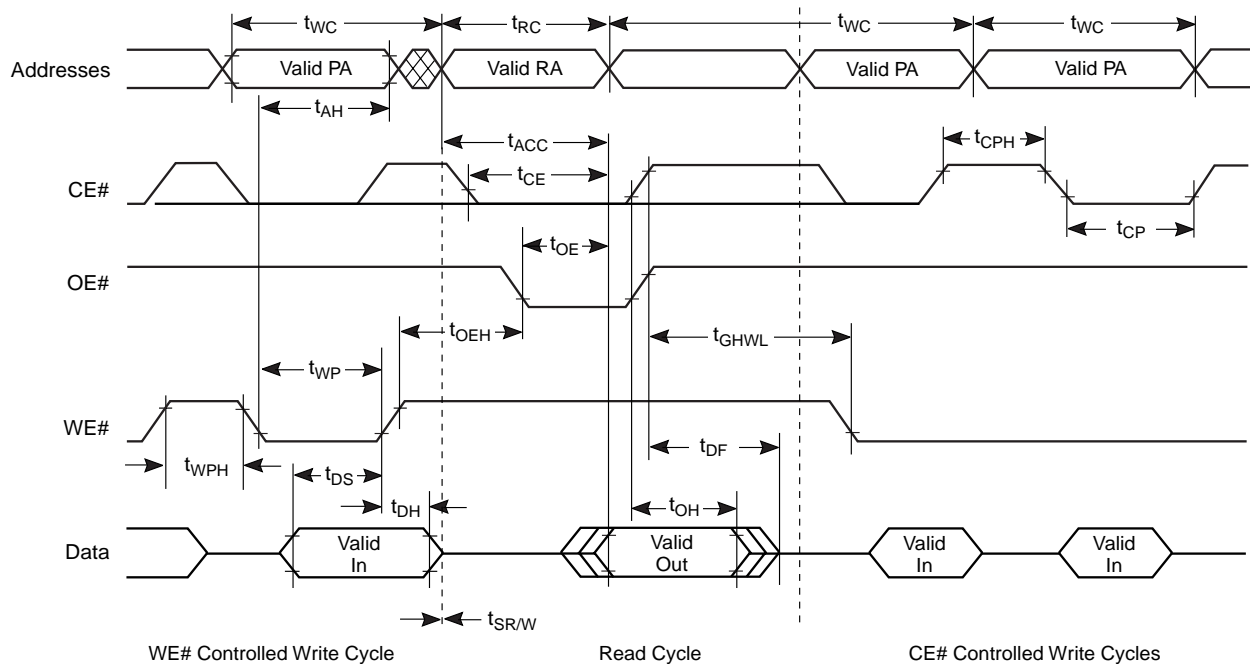 tWC tRC tWC tWC
Addresses Valid PA Valid RA Valid PA Valid PA
tAH
tACC tCPH
tCE
CE#
tOE tCP
OE#
tOEH tGHWL
tWP
WE#
tWPH tDS tDF
tDH tOH
Data Valid In Valid Out Valid In Valid In
tSR/W
WE# Controlled Write Cycle Read Cycle CE# Controlled Write Cycles